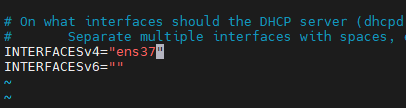 # On what interfaces should the DHCP server (dhcpd
#       Separate multiple interfaces with spaces,
INTERFACESv4="ens37"
INTERFACESv6=""
~
~